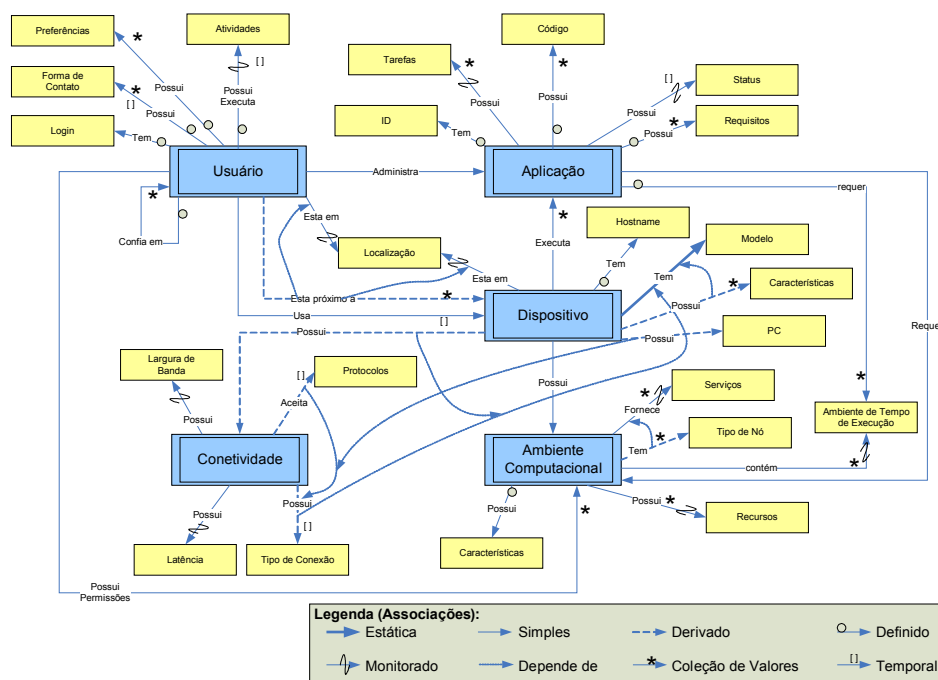 Preferências
Atividades
Código
Tarefas
Status
Forma de
Contato
[ ]
Possui
[ ]
Possui
Possui
Executa
Possui
Possui
[ ]
Possui
Requisitos
ID
Login
Tem
Tem
Possui
Usuário
Administra
Aplicação
requer
Confia em
Esta em
Localização
Esta em
Executa
Hostname
Tem
Modelo
Tem
Características
Possui
Esta próximo a
Usa
[ ]
Dispositivo
PC
Possui
Possui
Requer
Largura de
Banda
Protocolos
[ ]
Aceita
Possui
Possui
Serviços
Fornece
Ambiente de Tempo
de Execução
Tipo de Nó
Tem
Conetividade
Ambiente
Computacional
contém
Possui
Possui
[ ]
Possui
Possui
Recursos
Latência
Tipo de Conexão
Características
Possui
Permissões
Legenda (Associações):
Estática
Simples
Derivado
Definido
Monitorado
Depende de
Coleção de Valores
[ ]
Temporal